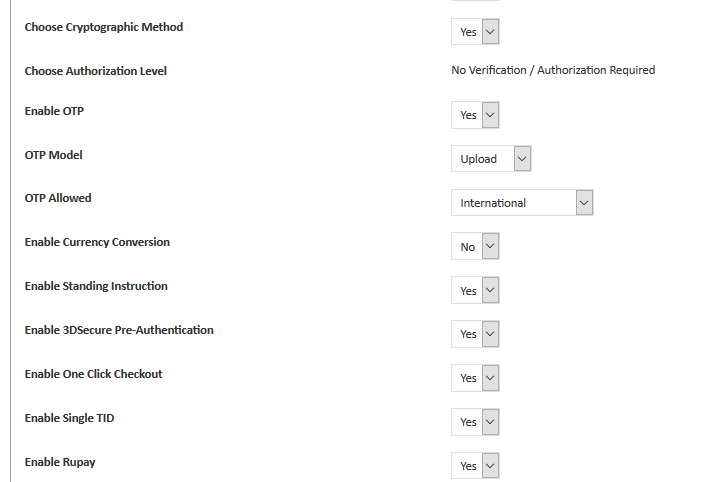 Choose Cryptographic Method Yes
Choose Authorization Level No Verification / Authorization Required
Enable OTP Yes
OTP Model Upload
OTP Allowed International
Enable Currency Conversion No
Enable Standing Instruction Yes
Enable 3DSecure Pre-Authentication Yes
Enable One Click Checkout Yes
Enable Single TID Yes
Enable Rupay Yes